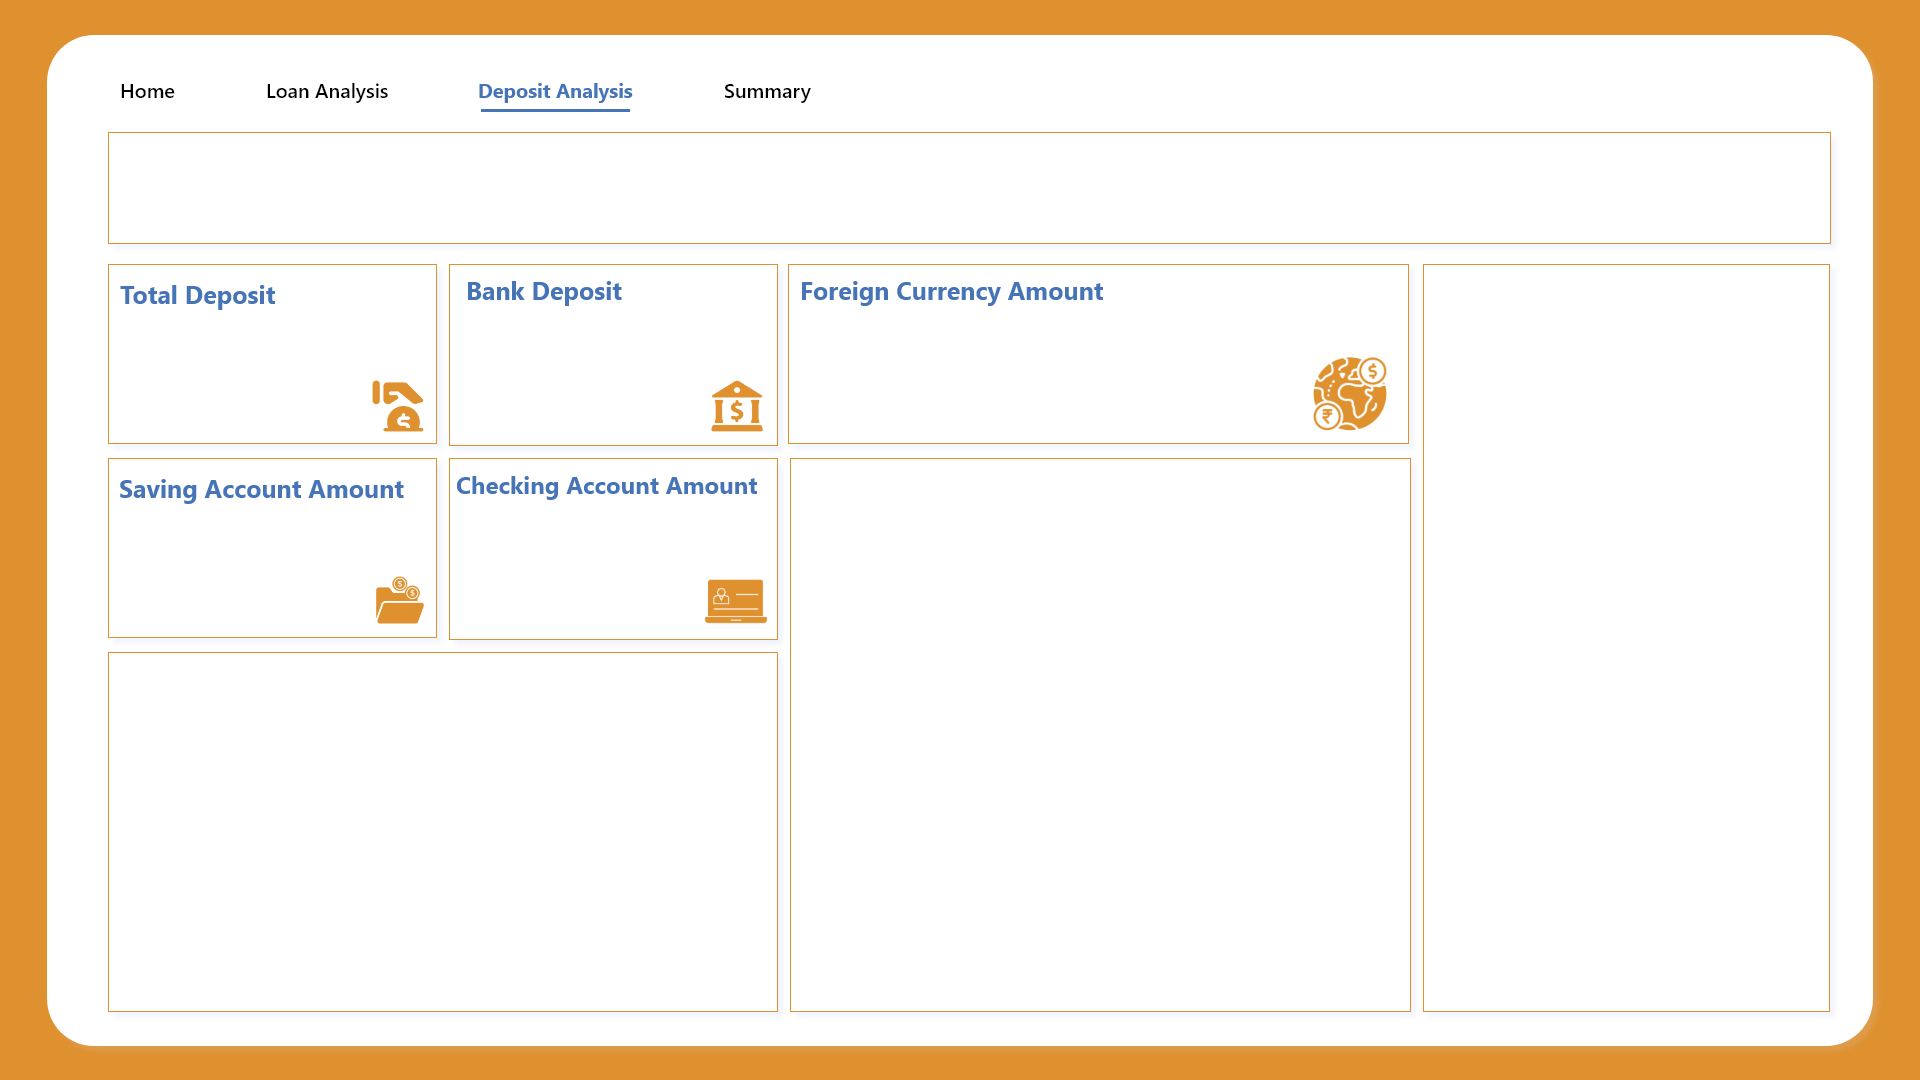 Home
Loan Analysis
Deposit Analysis
Summary
Total Deposit
Bank Deposit
Foreign Currency Amount
$
$
$
₹
Saving Account Amount
Checking Account Amount
$
$